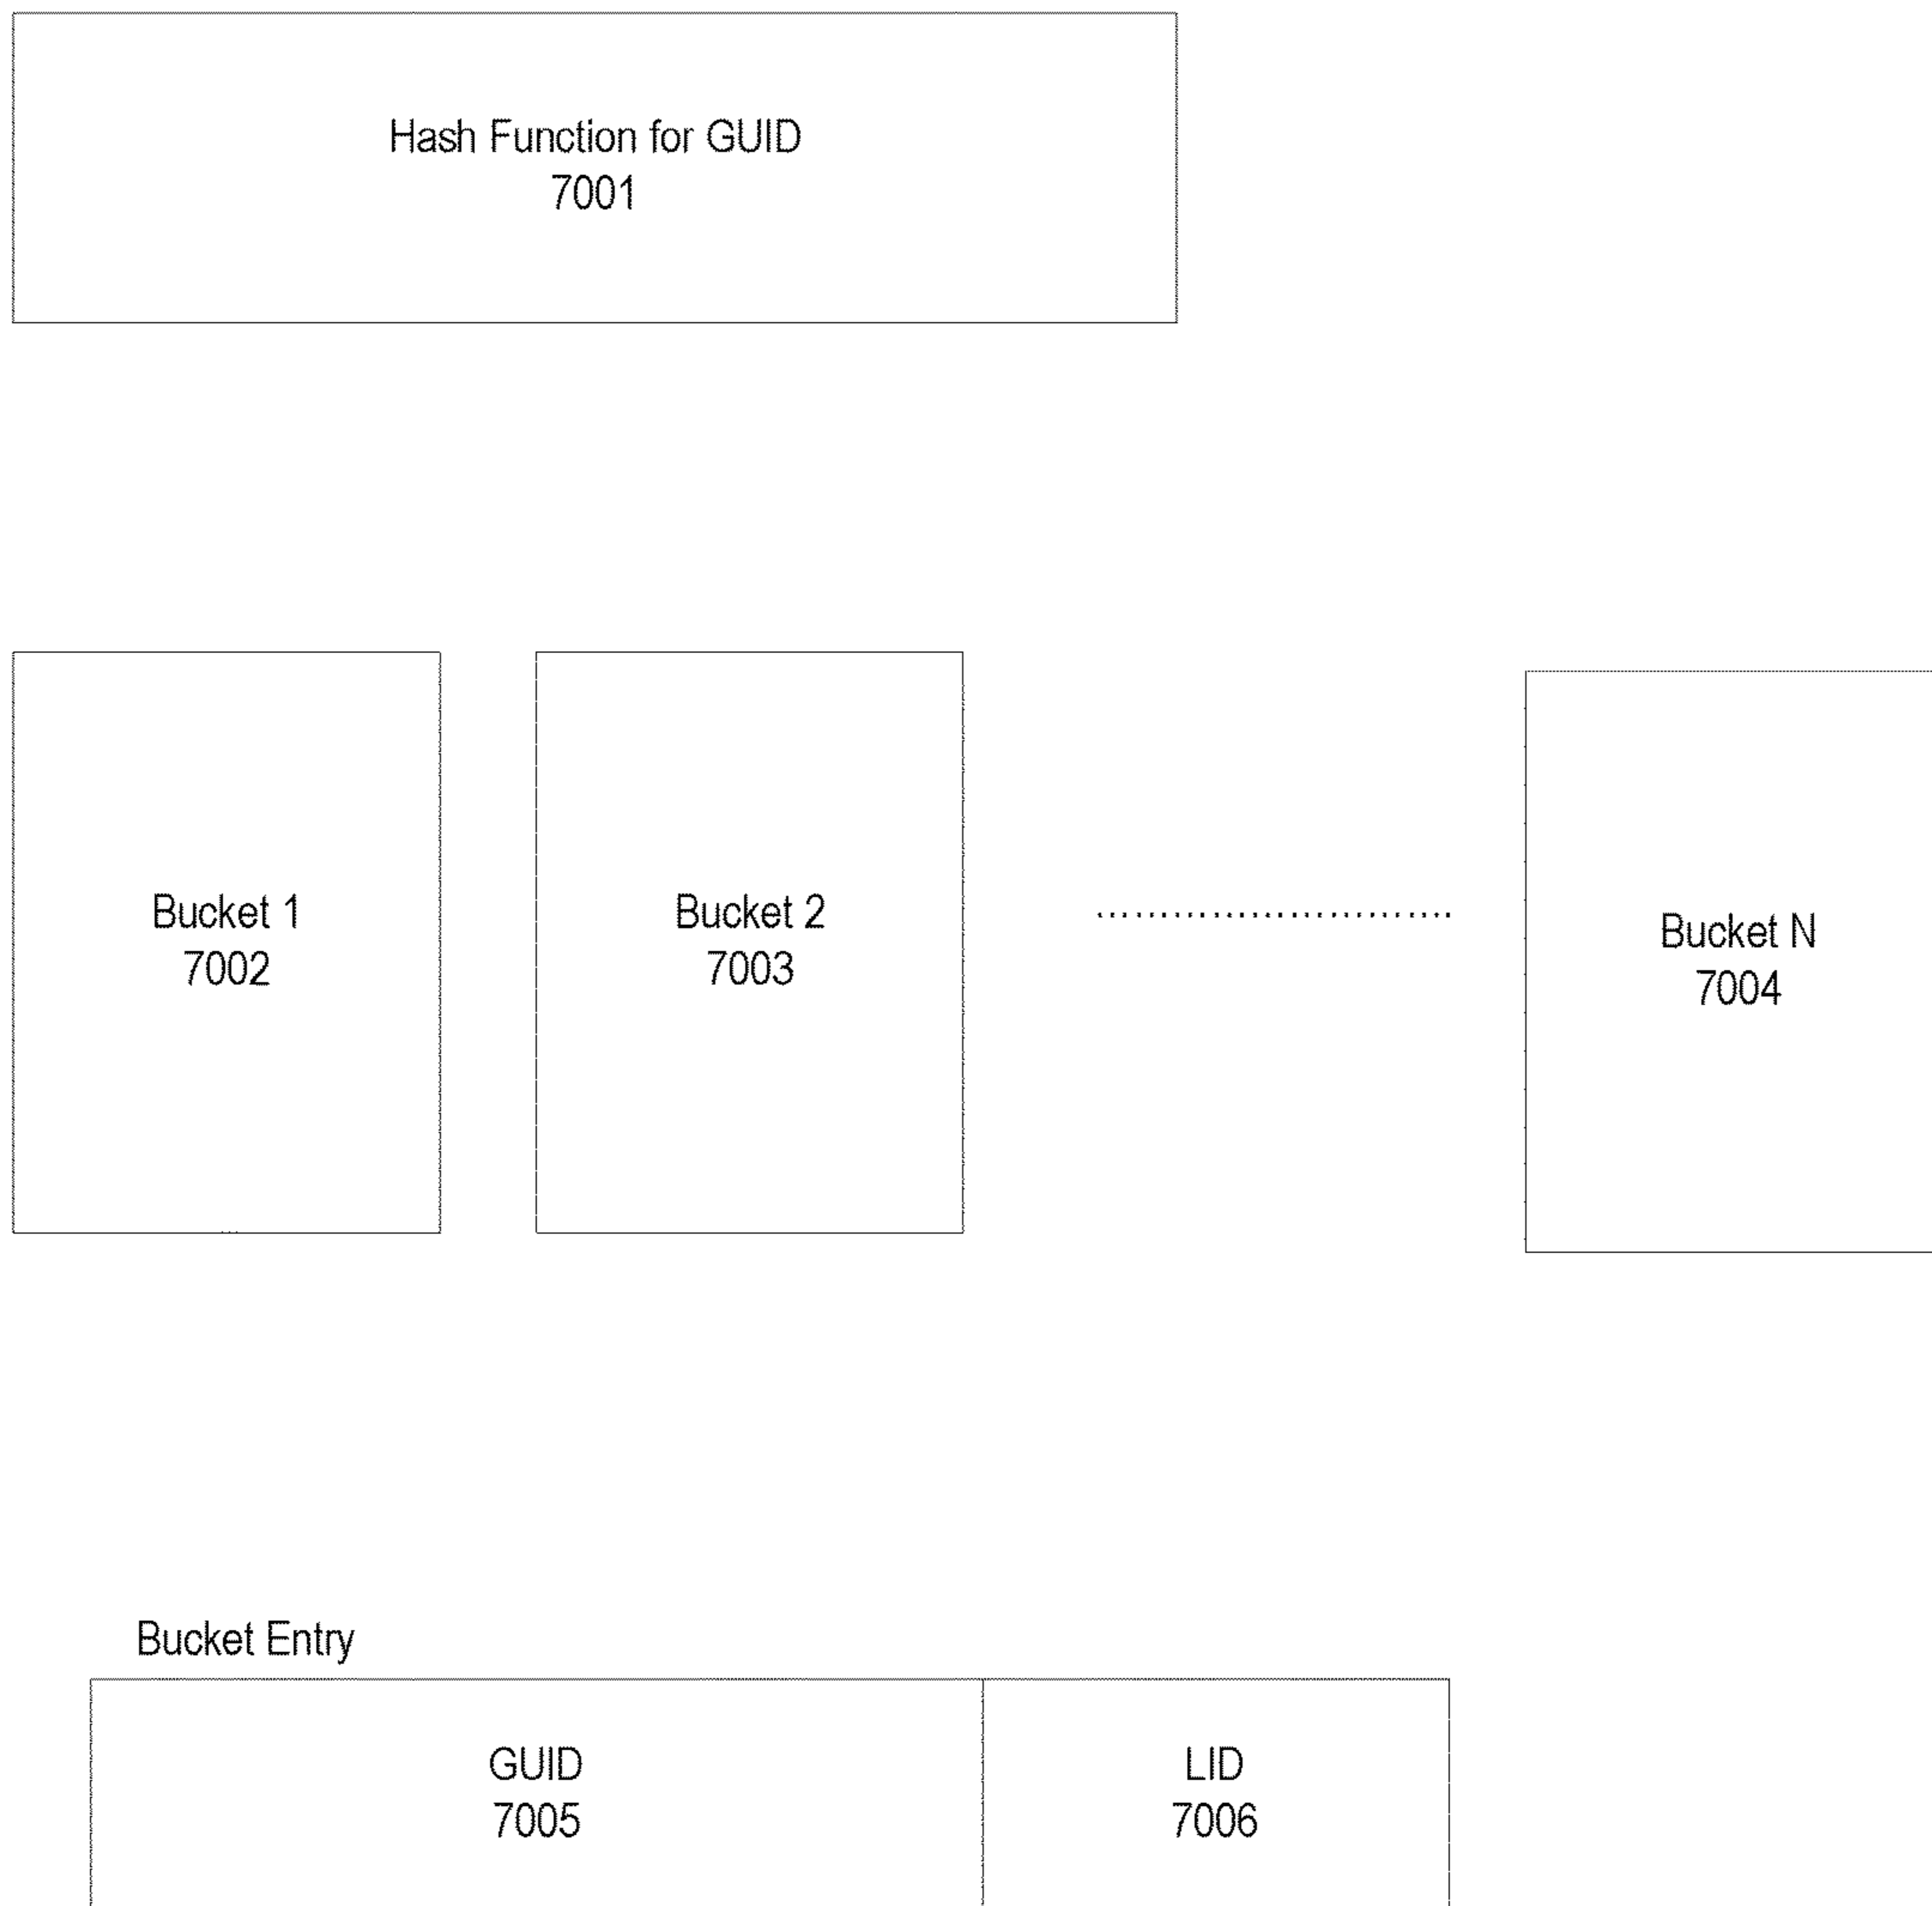 Hash Function for GUID
7001
Bucket 1
7002
Bucket 2
7003
Bucket N
7004
Bucket Entry
GUID
7005
LID
7006